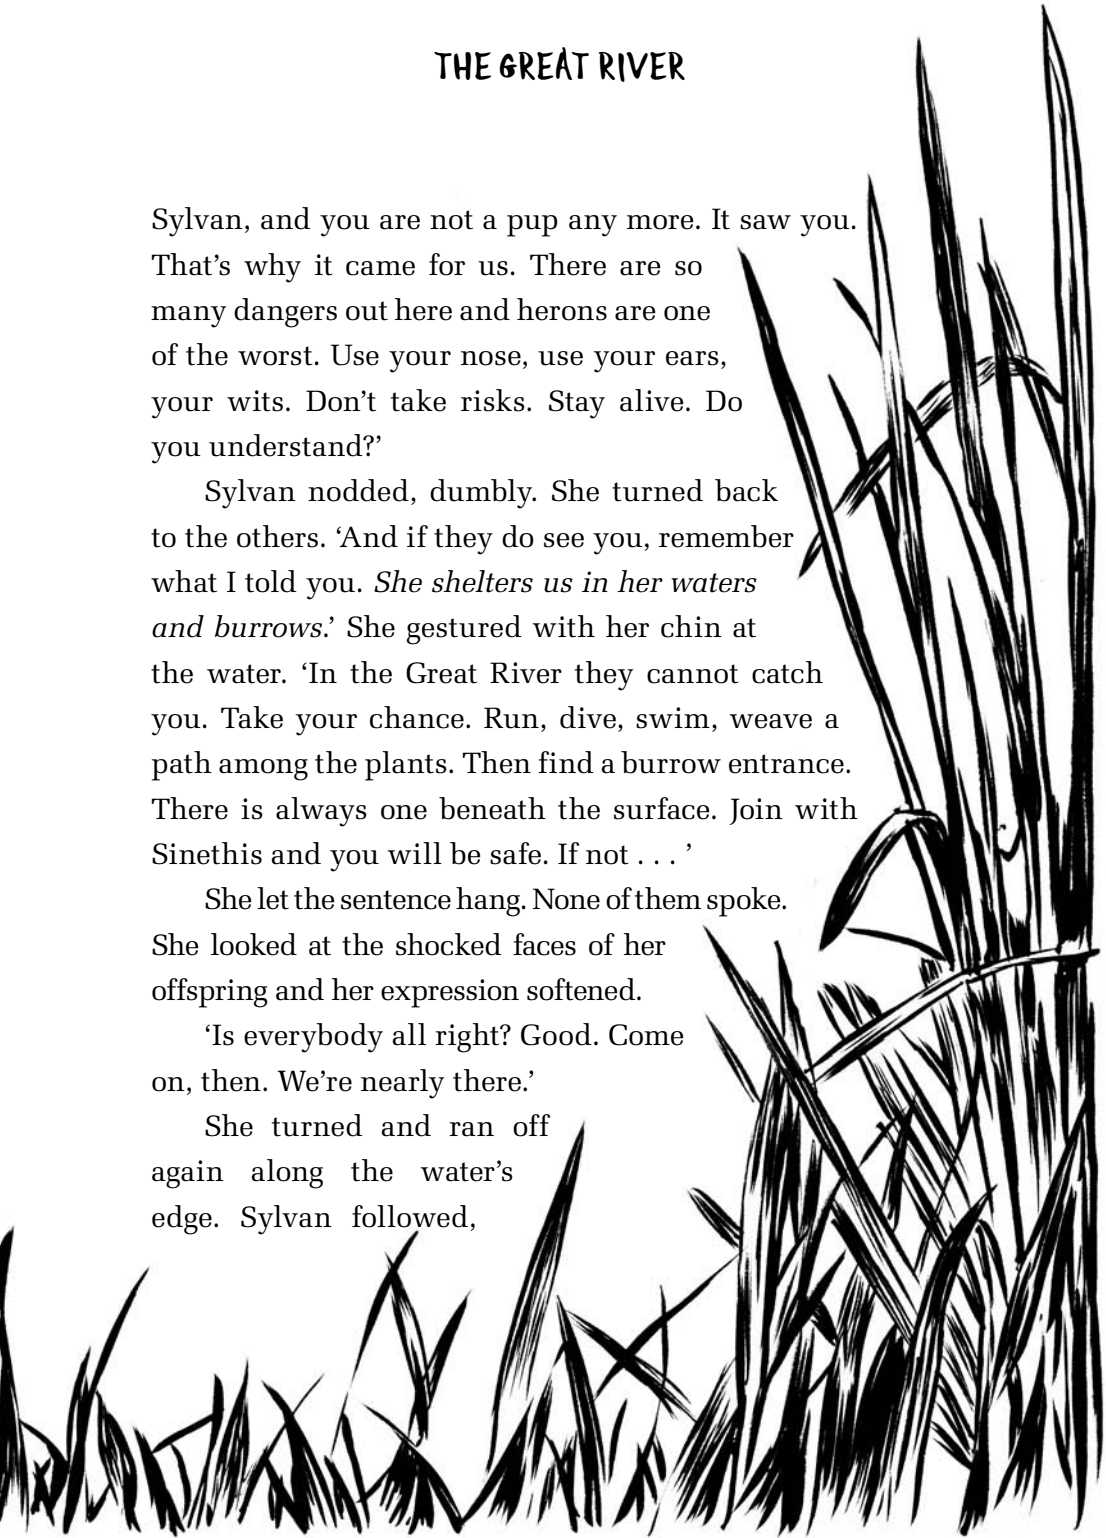 THE GREAT RIVER
Sylvan, and you are not a pup any more. It saw you.
That’s why it came for us. There are so
many dangers out here and herons are one
of the worst. Use your nose, use your ears,
your wits. Don’t take risks. Stay alive. Do
you understand?’
Sylvan nodded, dumbly. She turned back
to the others. ‘And if they do see you, remember
what I told you. She shelters us in her waters
and burrows.’ She gestured with her chin at
the water. ‘In the Great River they cannot catch
you. Take your chance. Run, dive, swim, weave a
path among the plants. Then find a burrow entrance.
There is always one beneath the surface. Join with
Sinethis and you will be safe. If not . . . ’
She let the sentence hang. None of them spoke.
She looked at the shocked faces of her
offspring and her expression softened.
‘Is everybody all right? Good. Come
on, then. We’re nearly there.’
She turned and ran off
again along the water’s
edge. Sylvan followed,